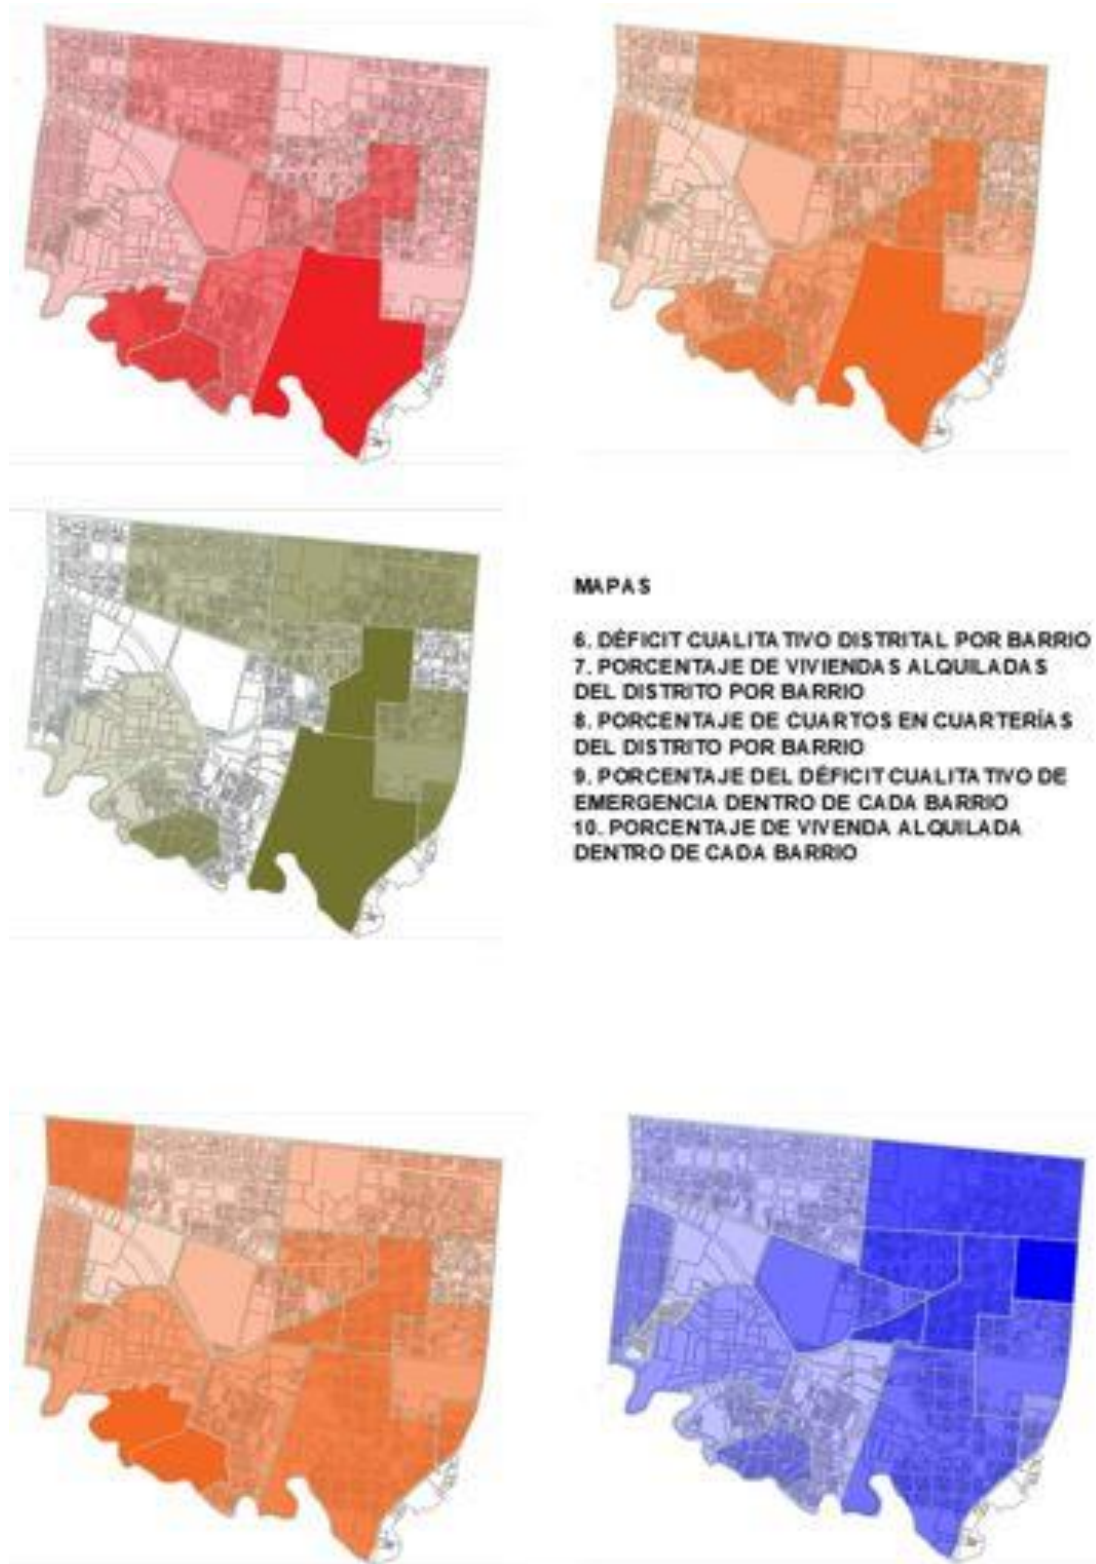 MAPAS
6. DÉFICIT CUALITATIVO DISTRITAL POR BARRIO
7. PORCENTAJE DE VIVIENDAS ALQUILADAS
DEL DISTRITO POR BARRIO
8. PORCENTAJE DE CUARTOS EN CUARTERÍAS
DEL DISTRITO POR BARRIO
9. PORCENTAJE DEL DÉFICIT CUALITATIVO DE
EMERGENCIA DENTRO DE CADA BARRIO
10. PORCENTAJE DE VIVENDA ALQUILADA
DENTRO DE CADA BARRIO